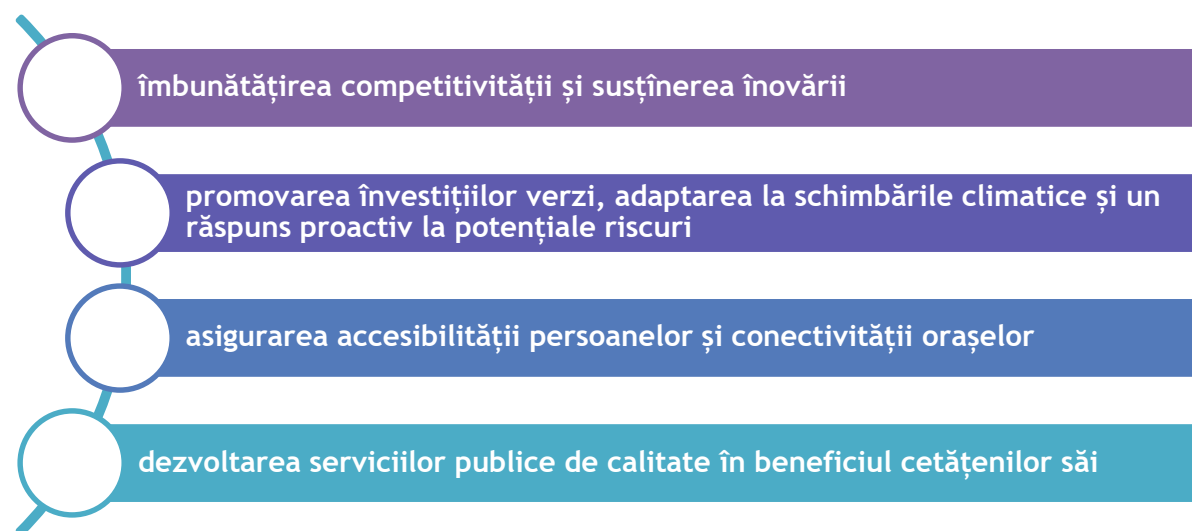 îmbunătățirea competitivității și susțînerea înovării
promovarea învestițiilor verzi, adaptarea la schimbările climatice și un
răspuns proactiv la potențiale riscuri
asigurarea accesibilității persoanelor și conectivității orașelor
dezvoltarea serviciilor publice de calitate în beneficiul cetățenilor săi